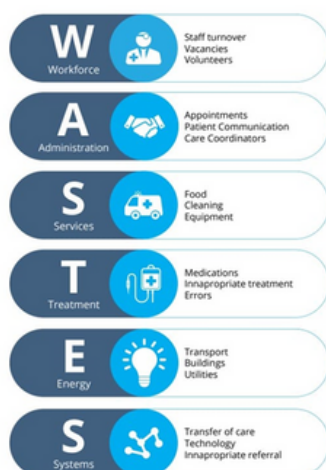 W
Workforce
Staff turnover
Vacancies
Volunteers
A
Administration
Appointments
Patient Communication
Care Coordinators
S
Services
Food
Cleaning
Equipment
T
Treatment
Medications
Innapropriate treatment
Errors
E
Energy
Transport
Buildings
Utilities
S
Systems
Transfer of care
Technology
Innapropriate referral